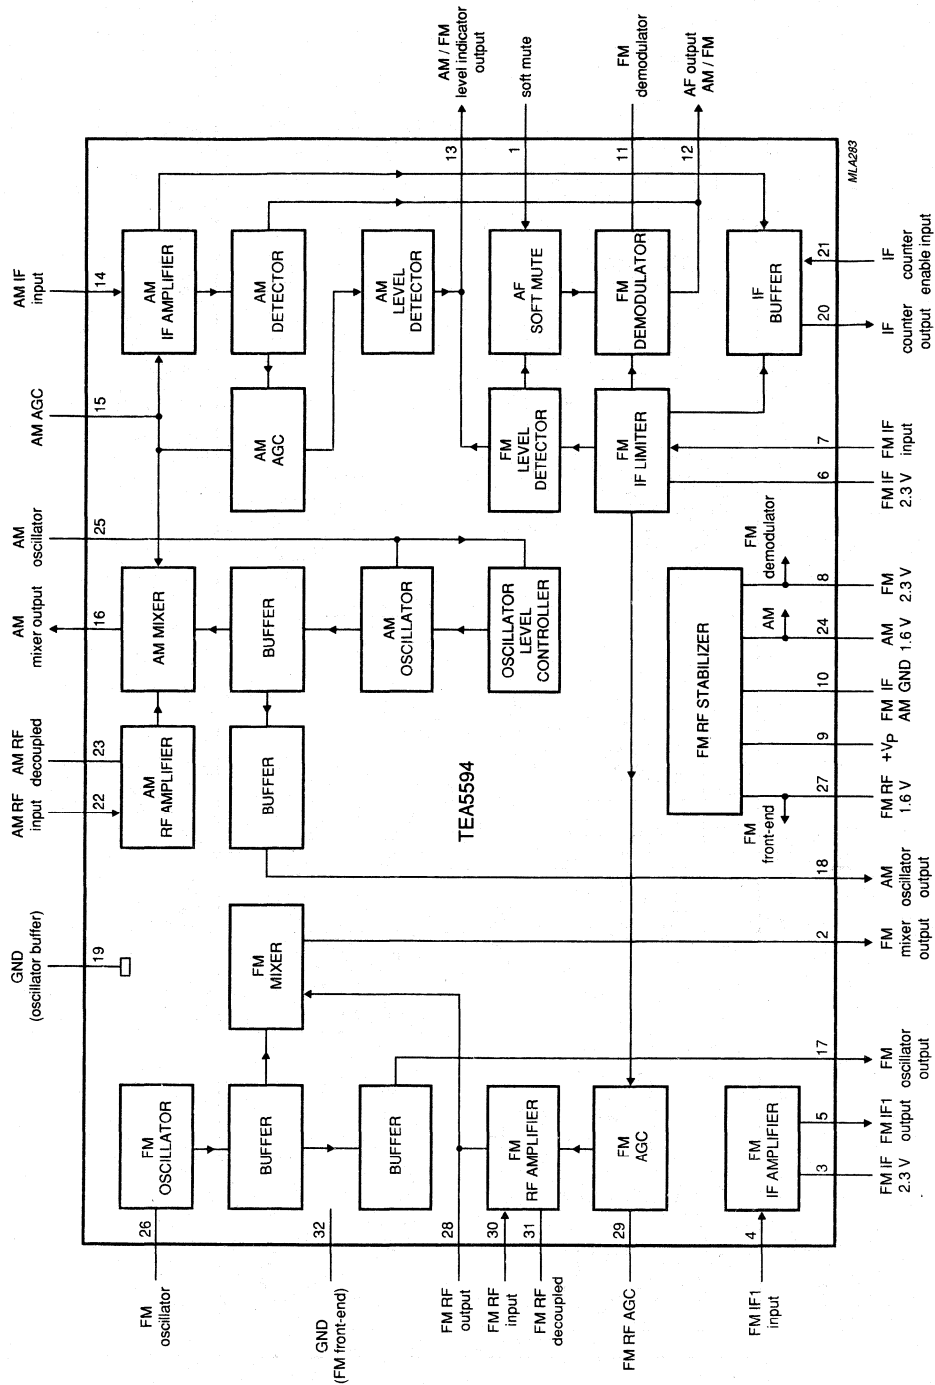 AM / FM
level indicator
output
soft mute
FM
demodulator
AF output
AM / FM
13
1
11
12
MLA283
AM IF
input
14
AM
IF AMPLIFIER
AM
DETECTOR
AM
LEVEL
DETECTOR
AF
SOFT MUTE
FM
DEMODULATOR
IF
BUFFER
21
IF
counter
enable input
20
IF
counter
output
AM AGC
15
AM
AGC
FM
LEVEL
DETECTOR
FM
IF LIMITER
7
FM IF
input
6
FM IF
2.3 V
AM
oscillator
25
AM
mixer output
16
AM MIXER
BUFFER
AM
OSCILLATOR
OSCILLATOR
LEVEL
CONTROLLER
FM RF STABILIZER
FM
demodulator
8
FM
2.3 V
AM
24
AM
1.6 V
10
FM IF
AM GND
9
+VP
FM
front-end
27
FM RF
1.6 V
AM RF
decoupled
23
AM RF
input
22
AM
RF AMPLIFIER
BUFFER
TEA5594
18
AM
oscillator
output
GND
(oscillator buffer)
19
FM
MIXER
2
FM
mixer
output
17
FM
oscillator
output
FM
OSCILLATOR
BUFFER
BUFFER
FM
RF AMPLIFIER
FM
AGC
FM
IF AMPLIFIER
5
FM IF1
output
3
FM IF
2.3 V
26
FM
oscillator
32
GND
(FM front-end)
28
FM RF
output
30
FM RF
input
31
FM RF
decoupled
29
FM RF AGC
4
FM IF1
input